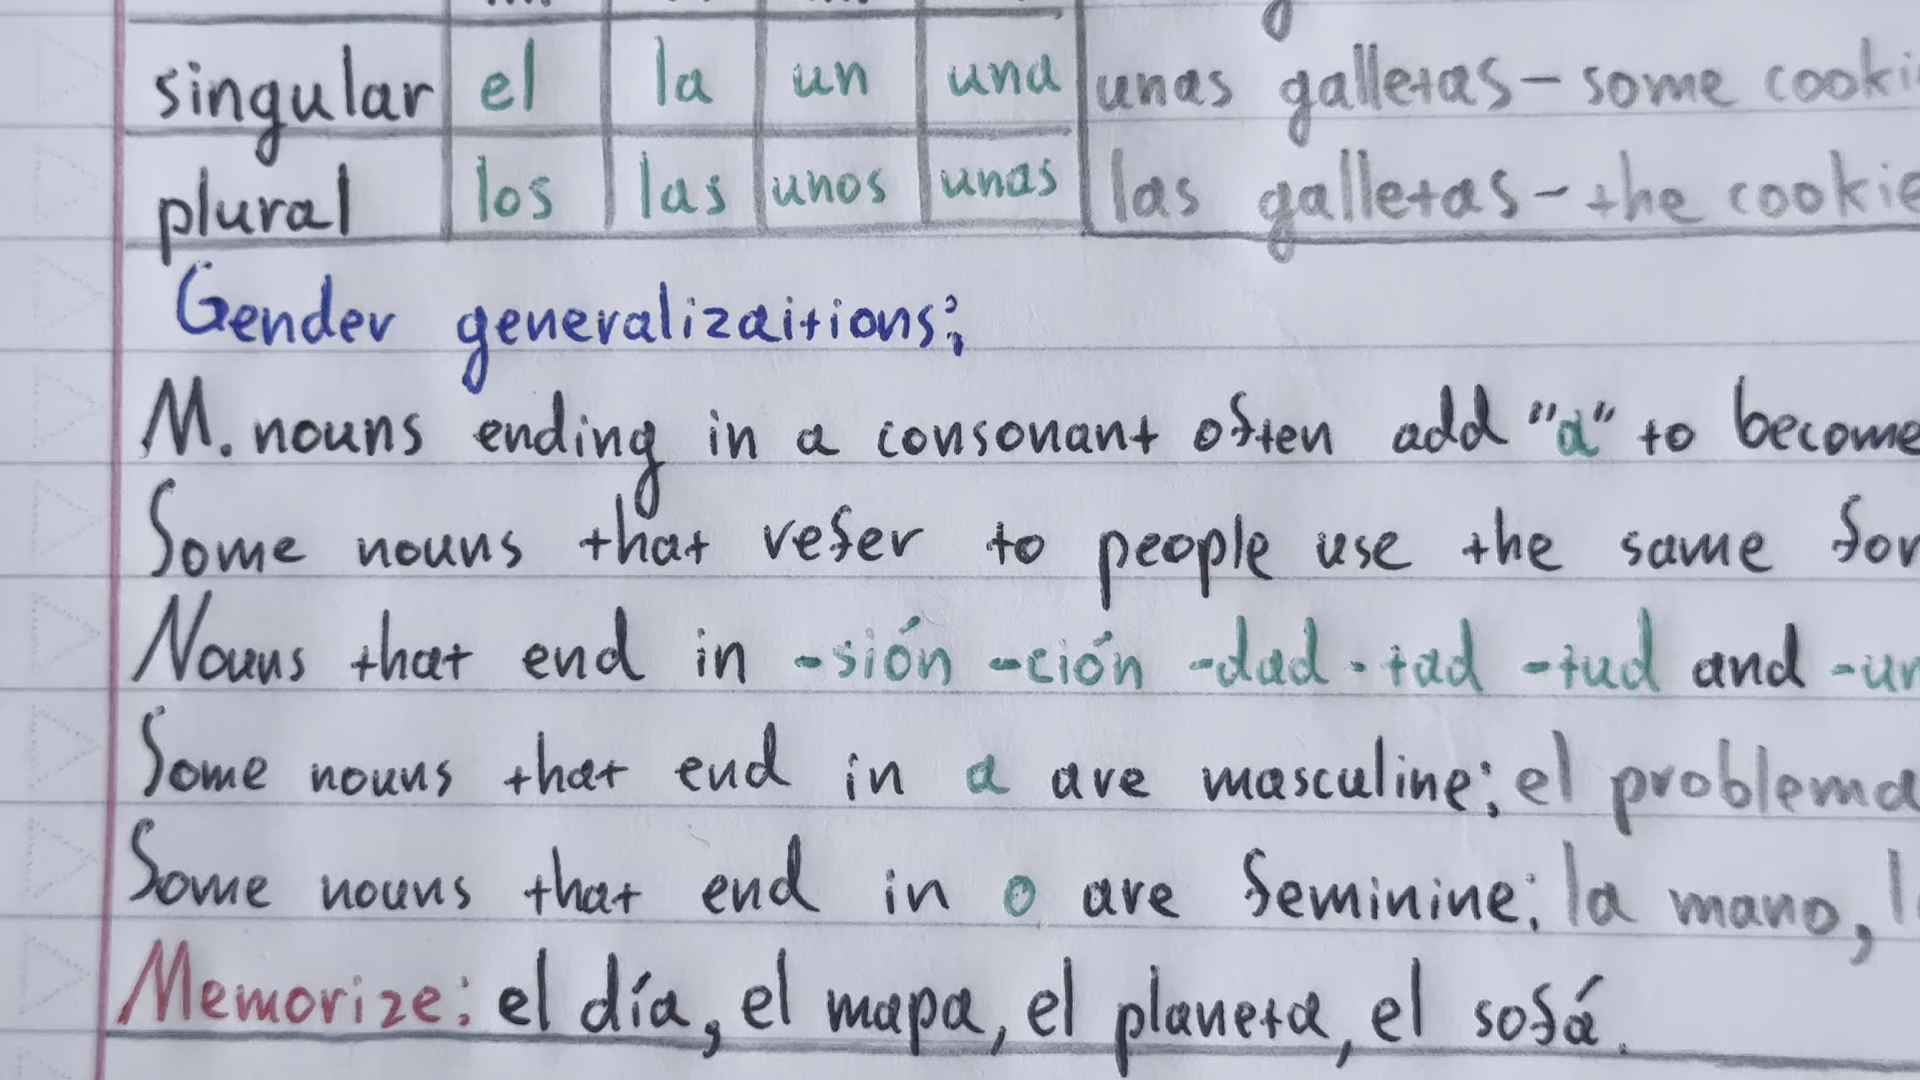 singular el la un una unas galletas – some cooki
plural los las unos unas las galletas – the cookie
Gender generalizaitions:
M. nouns ending in a consonant often add "a" to become
Some nouns that refer to people use the same for
Nouns that end in -sión -ción -dad -tad -tud and -um
Some nouns that end in a are masculine: el problema
Some nouns that end in o are feminine: la mano, l
Memorize: el día, el mapa, el planeta, el sofá.